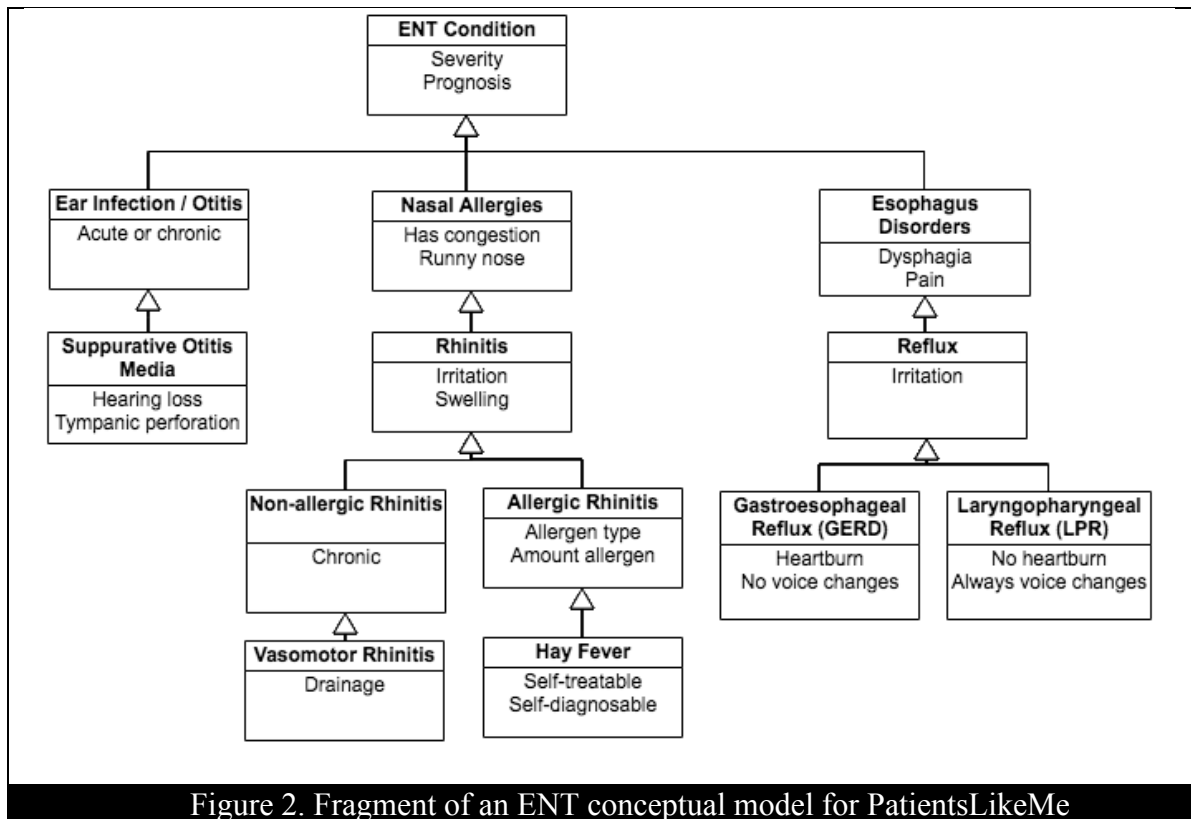 ENT Condition
Severity
Prognosis
Ear Infection / Otitis
Acute or chronic
Nasal Allergies
Has congestion
Runny nose
Esophagus
Disorders
Dysphagia
Pain
Suppurative Otitis
Media
Hearing loss
Tympanic perforation
Rhinitis
Irritation
Swelling
Reflux
Irritation
Non-allergic Rhinitis
Chronic
Allergic Rhinitis
Allergen type
Amount allergen
Gastroesophageal
Reflux (GERD)
Heartburn
No voice changes
Laryngopharyngeal
Reflux (LPR)
No heartburn
Always voice changes
Vasomotor Rhinitis
Drainage
Hay Fever
Self-treatable
Self-diagnosable
Figure 2. Fragment of an ENT conceptual model for PatientsLikeMe